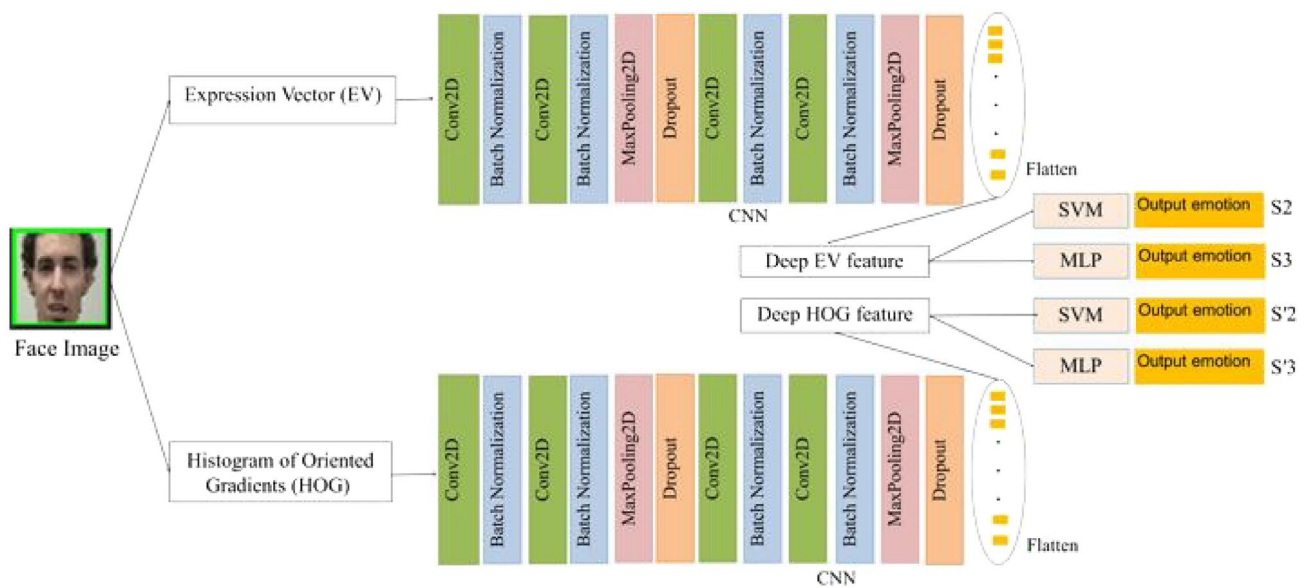 Expression Vector (EV)
Conv2D
Batch Normalization
Conv2D
Batch Normalization
MaxPooling2D
Dropout
Conv2D
Batch Normalization
Conv2D
Batch Normalization
MaxPooling2D
Dropout
Flatten
CNN
Face Image
Deep EV feature
SVM
Output emotion
S2
MLP
Output emotion
S3
Deep HOG feature
SVM
Output emotion
S'2
MLP
Output emotion
S'3
Histogram of Oriented
Gradients (HOG)
Conv2D
Batch Normalization
Conv2D
Batch Normalization
MaxPooling2D
Dropout
Conv2D
Batch Normalization
Conv2D
Batch Normalization
MaxPooling2D
Dropout
Flatten
CNN